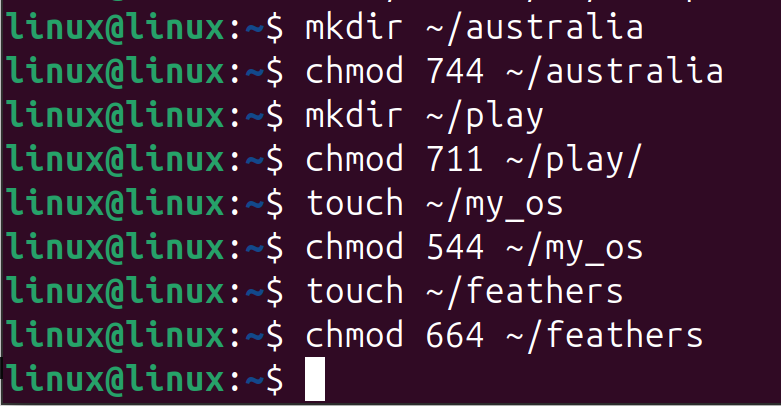 linux@linux:~$ mkdir ~/australia
linux@linux:~$ chmod 744 ~/australia
linux@linux:~$ mkdir ~/play
linux@linux:~$ chmod 711 ~/play/
linux@linux:~$ touch ~/my_os
linux@linux:~$ chmod 544 ~/my_os
linux@linux:~$ touch ~/feathers
linux@linux:~$ chmod 664 ~/feathers
linux@linux:~$